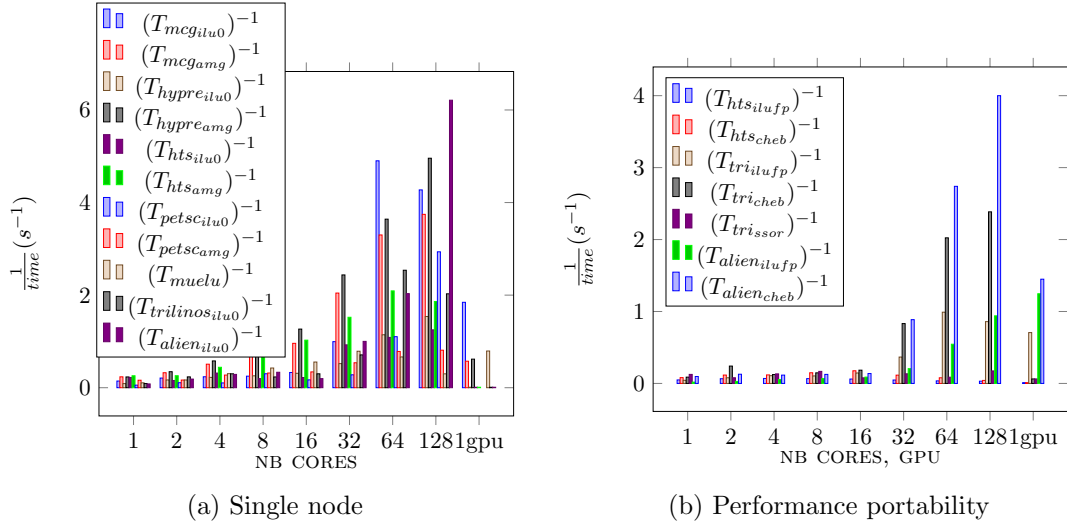 (T_{mcg_{ilu0}})^{-1}
(T_{mcg_{amg}})^{-1}
(T_{hypre_{ilu0}})^{-1}
(T_{hypre_{amg}})^{-1}
(T_{hts_{ilu0}})^{-1}
(T_{hts_{amg}})^{-1}
(T_{petsc_{ilu0}})^{-1}
(T_{petsc_{amg}})^{-1}
(T_{muelu})^{-1}
(T_{trilinos_{ilu0}})^{-1}
(T_{alien_{ilu0}})^{-1}
6
4
2
0
\frac{1}{time}(s^{-1})
1 2 4 8 16 32 64 128 1gpu
NB CORES
(a) Single node
(T_{hts_{ilufp}})^{-1}
(T_{hts_{cheb}})^{-1}
(T_{tri_{ilufp}})^{-1}
(T_{tri_{cheb}})^{-1}
(T_{tri_{ssor}})^{-1}
(T_{alien_{ilufp}})^{-1}
(T_{alien_{cheb}})^{-1}
4
3
2
1
0
\frac{1}{time}(s^{-1})
1 2 4 8 16 32 64 128 1gpu
NB CORES, GPU
(b) Performance portability